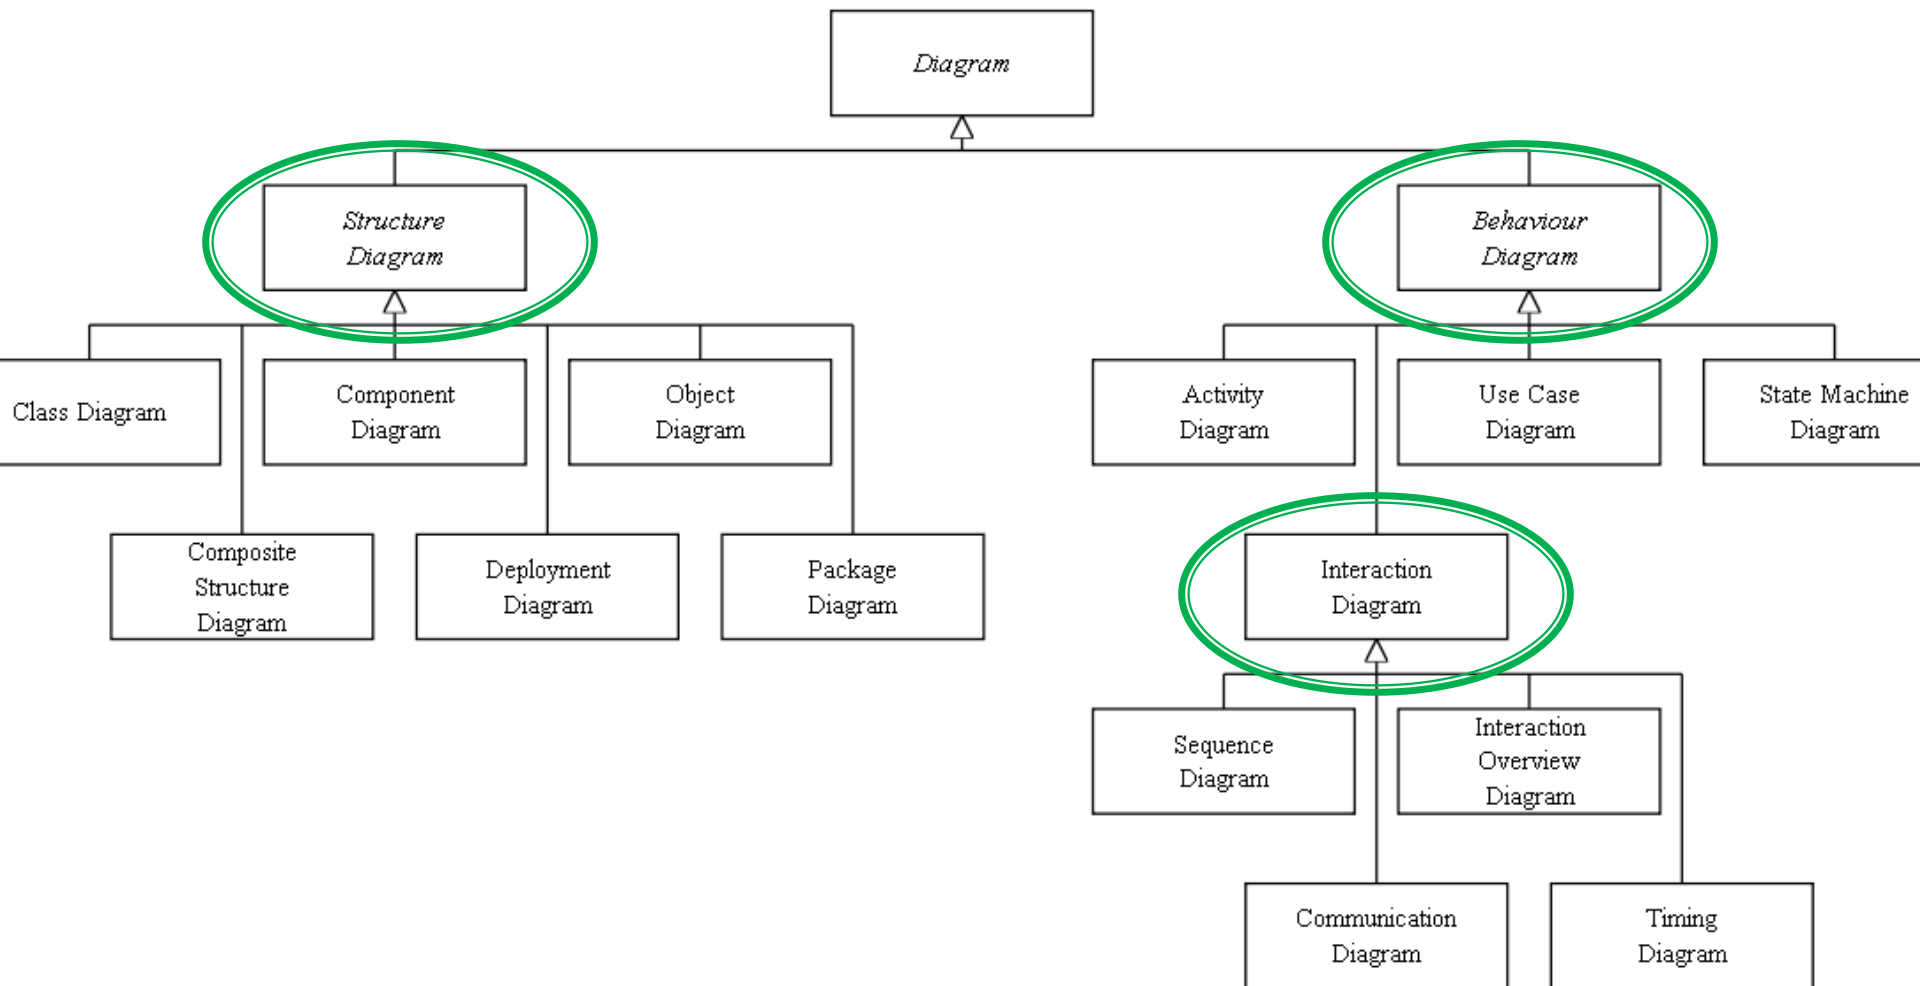 Diagram
Structure
Diagram
Behaviour
Diagram
Class Diagram
Component
Diagram
Object
Diagram
Activity
Diagram
Use Case
Diagram
State Machine
Diagram
Composite
Structure
Diagram
Deployment
Diagram
Package
Diagram
Interaction
Diagram
Sequence
Diagram
Interaction
Overview
Diagram
Communication
Diagram
Timing
Diagram